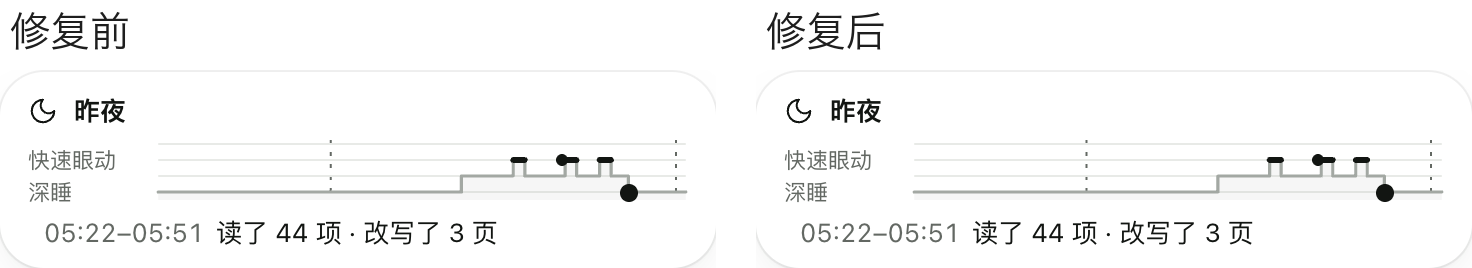 修复前
昨夜
快速眼动
深睡
05:22–05:51 读了 44 项 · 改写了 3 页
修复后
昨夜
快速眼动
深睡
05:22–05:51 读了 44 项 · 改写了 3 页